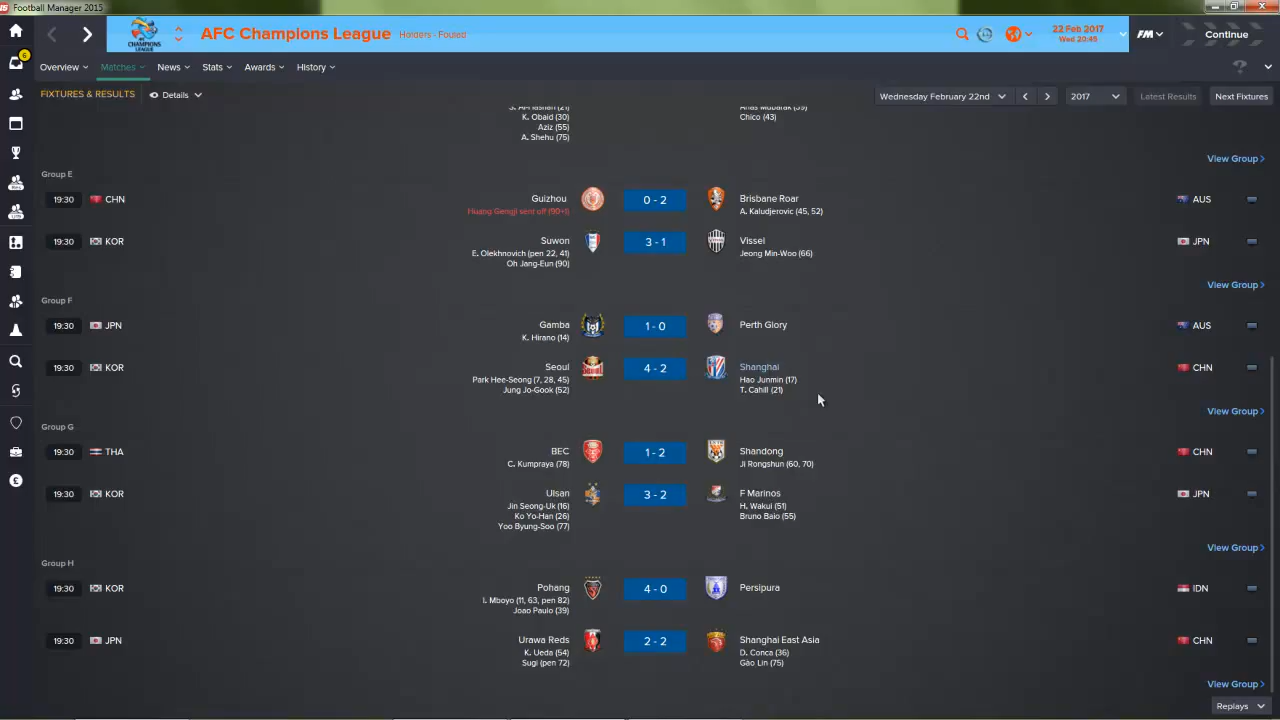 Football Manager 2015
AFC Champions League
Holders - Foulad
22 Feb 2017
Wed 20:45
FM
Continue
6
Overview
Matches
News
Stats
Awards
History
FIXTURES & RESULTS
Details
Wednesday February 22nd
2017
Latest Results
Next Fixtures
K. Obaid (30)
Aziz (55)
A. Shehu (75)
Chico (43)
View Group
Group E
19:30 CHN Guizhou 0 - 2 Brisbane Roar AUS
Huang Gengji sent off (90+1) A. Kaludjerovic (45, 52)
19:30 KOR Suwon 3 - 1 Vissel JPN
E. Olekhnovich (pen 22, 41) Jeong Min-Woo (66)
Oh Jang-Eun (90)
View Group
Group F
19:30 JPN Gamba 1 - 0 Perth Glory AUS
K. Hirano (14)
19:30 KOR Seoul 4 - 2 Shanghai CHN
Park Hee-Seong (7, 28, 45) Hao Junmin (17)
Jung Jo-Gook (52) T. Cahill (21)
View Group
Group G
19:30 THA BEC 1 - 2 Shandong CHN
C. Kumpraya (78) Ji Rongshun (60, 70)
19:30 KOR Ulsan 3 - 2 F Marinos JPN
Jin Seong-Uk (16) H. Wakui (51)
Ko Yo-Han (26) Bruno Baio (55)
Yoo Byung-Soo (77)
View Group
Group H
19:30 KOR Pohang 4 - 0 Persipura IDN
I. Mboyo (11, 63, pen 82)
Joao Paulo (39)
19:30 JPN Urawa Reds 2 - 2 Shanghai East Asia CHN
K. Ueda (54) D. Conca (36)
Sugi (pen 72) Gao Lin (75)
View Group
Replays